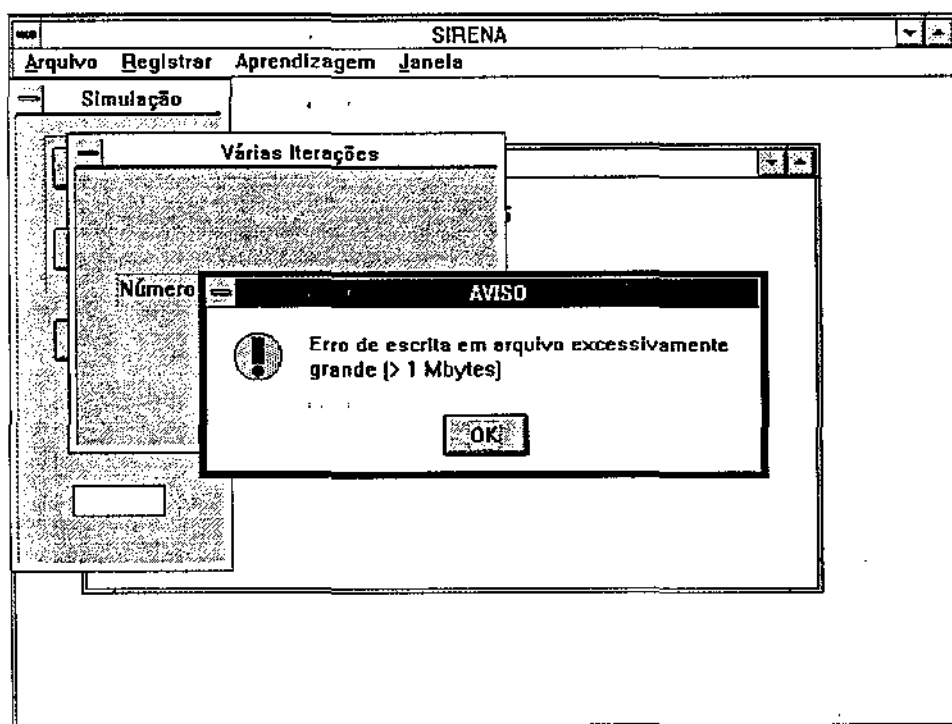 SIRENA
Arquivo Registrar Aprendizagem Janela
Simulação
Várias Iterações
Número
AVISO
Erro de escrita em arquivo excessivamente
grande (> 1 Mbytes)
OK